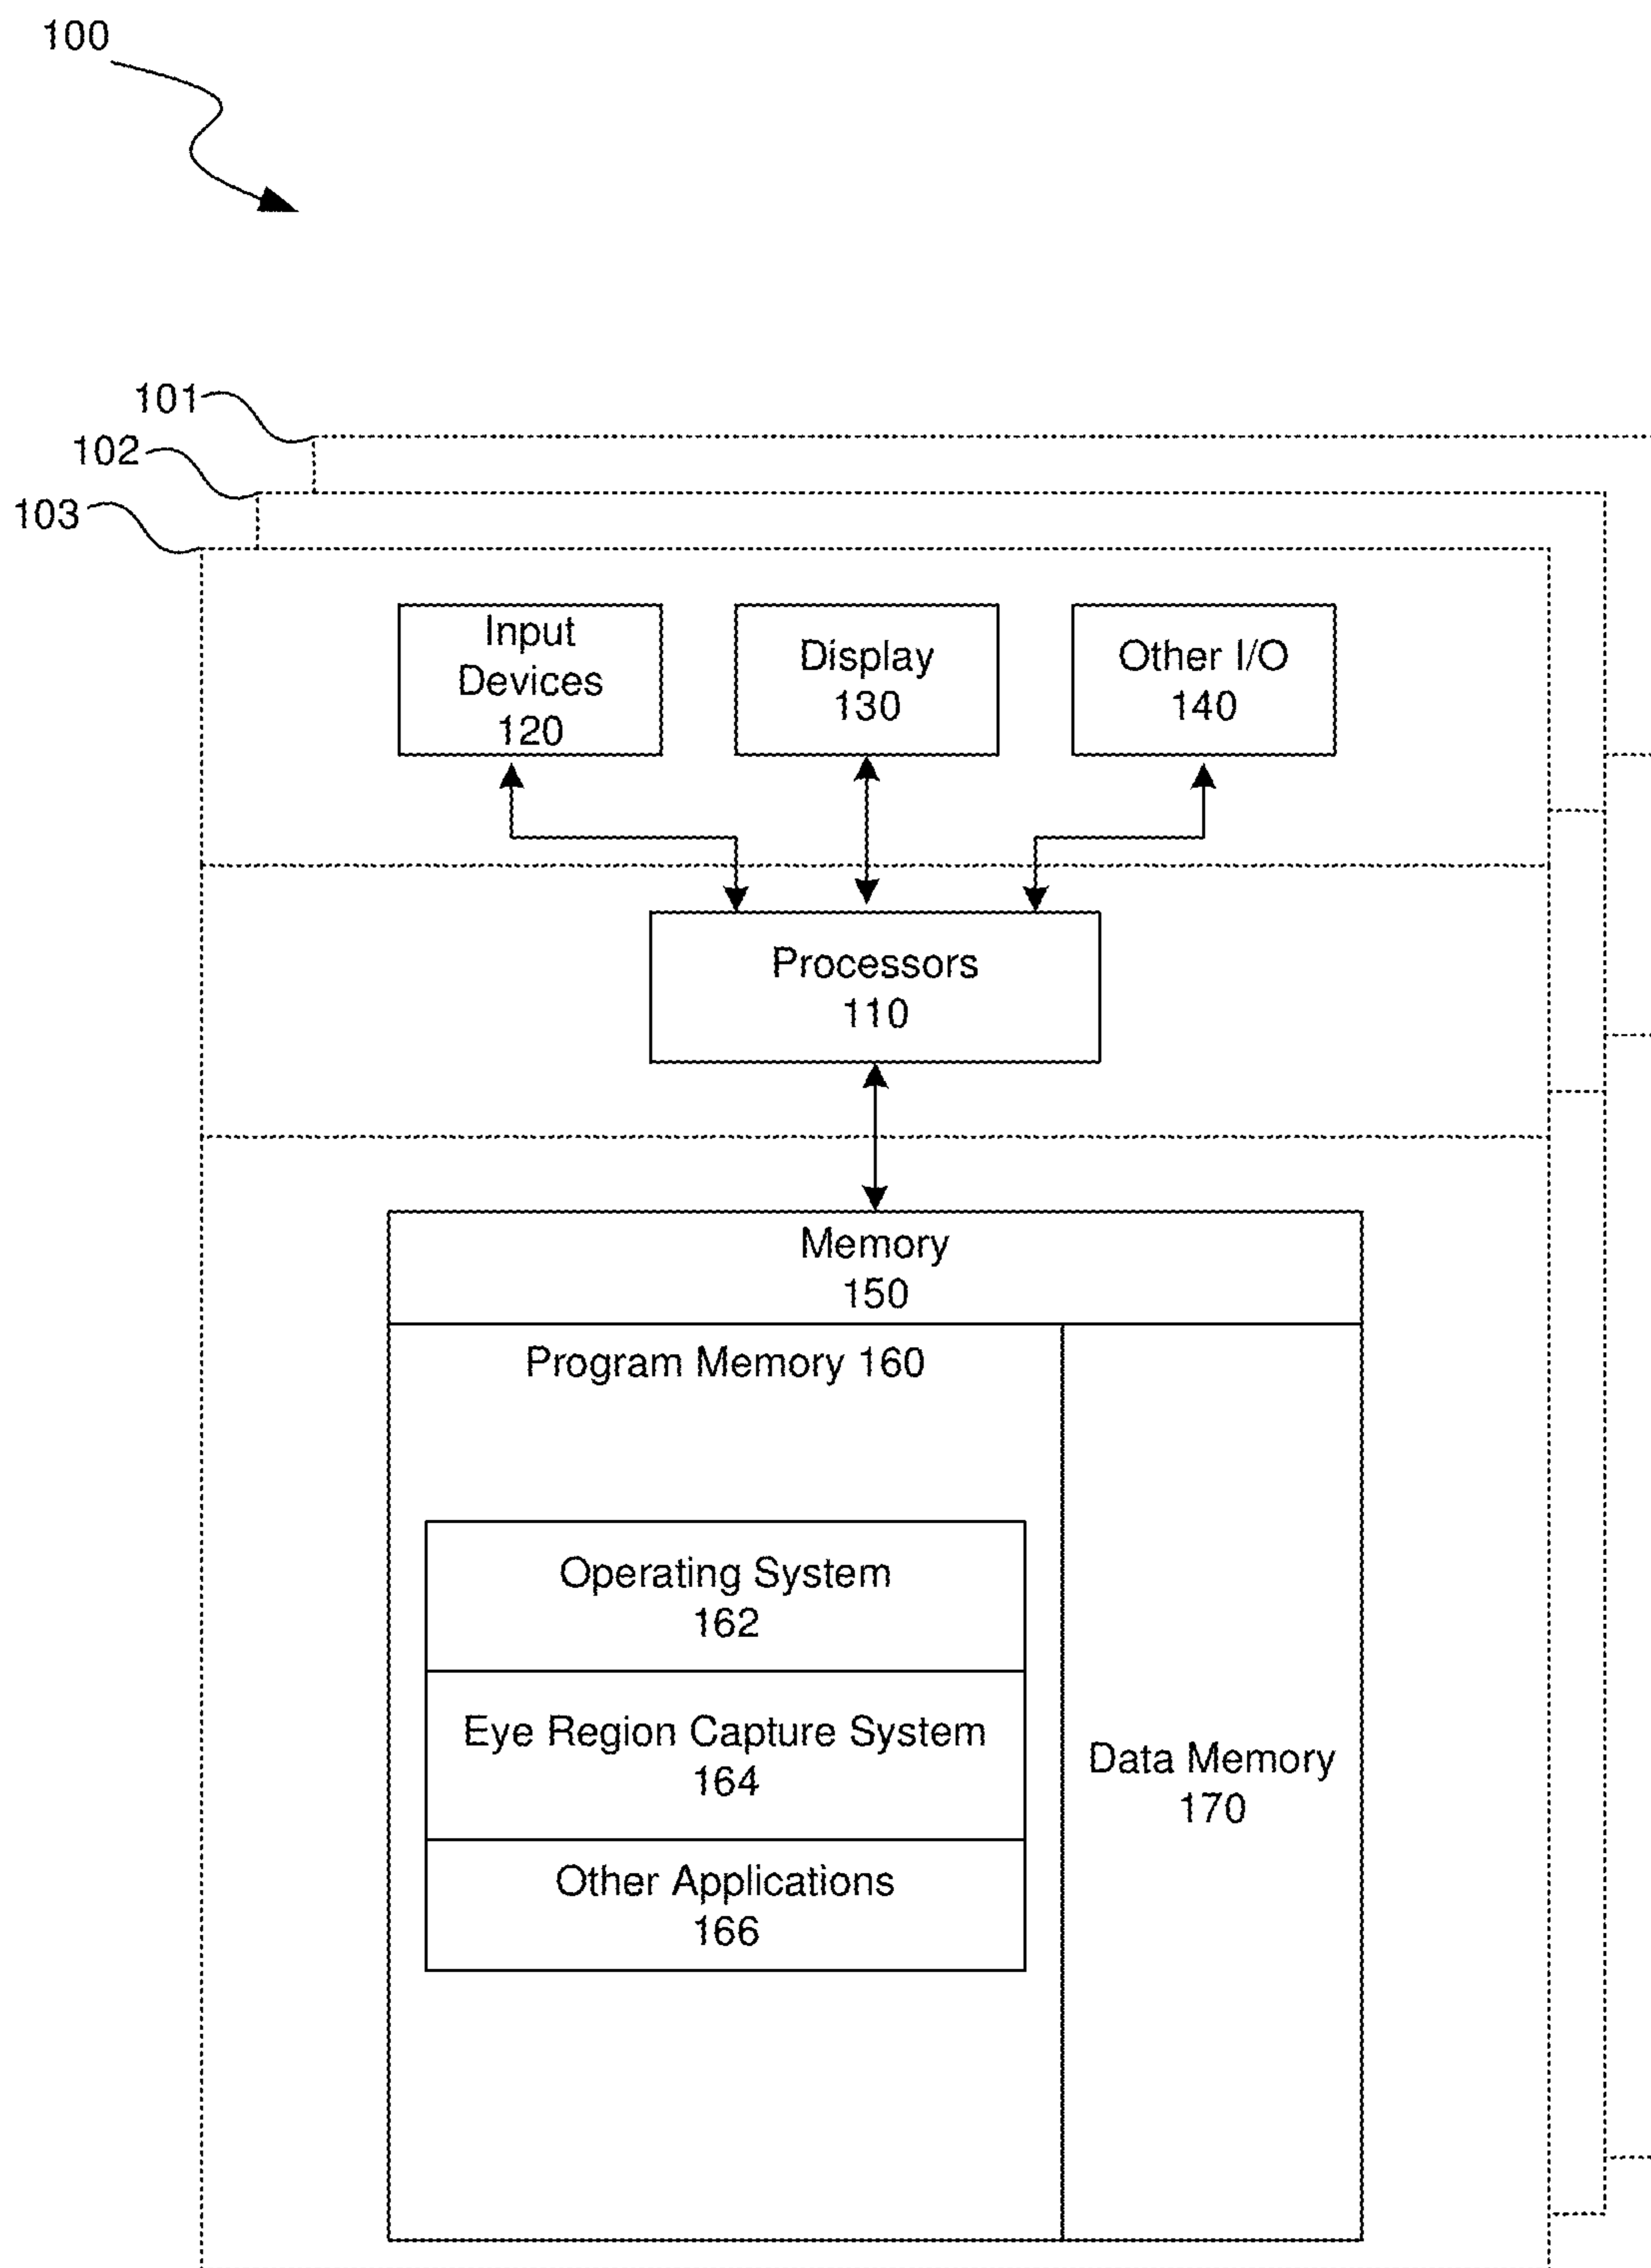 100
101
102
103
Input
Devices
120
Display
130
Other I/O
140
Processors
110
Memory
150
Program Memory 160
Operating System
162
Eye Region Capture System
164
Other Applications
166
Data Memory
170